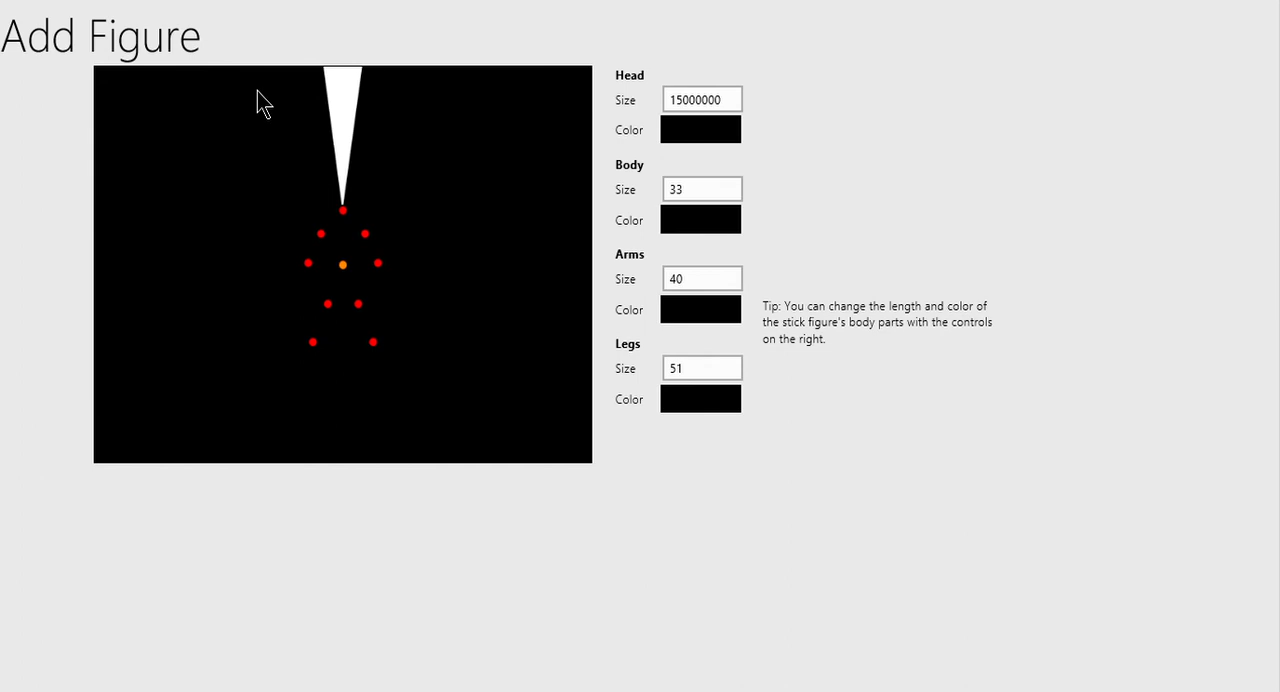 Add Figure
Head
Size 15000000
Color
Body
Size 33
Color
Arms
Size 40
Color
Legs
Size 51
Color
Tip: You can change the length and color of
the stick figure's body parts with the controls
on the right.